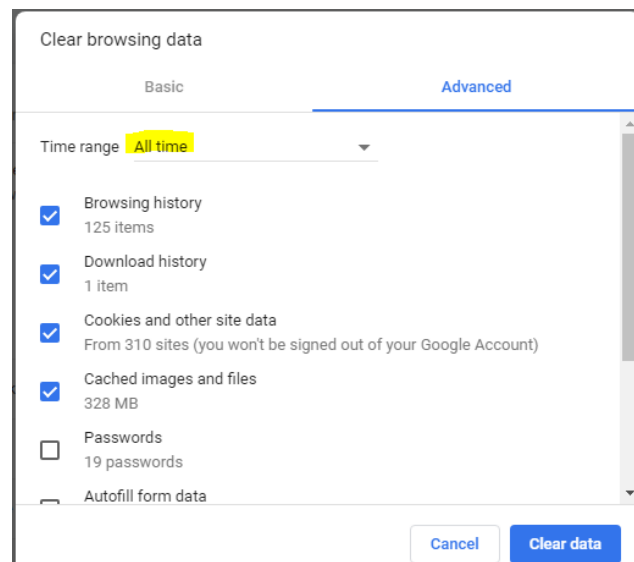 Clear browsing data
Basic
Advanced
Time range All time
Browsing history
125 items
Download history
1 item
Cookies and other site data
From 310 sites (you won't be signed out of your Google Account)
Cached images and files
328 MB
Passwords
19 passwords
Autofill form data
Cancel
Clear data